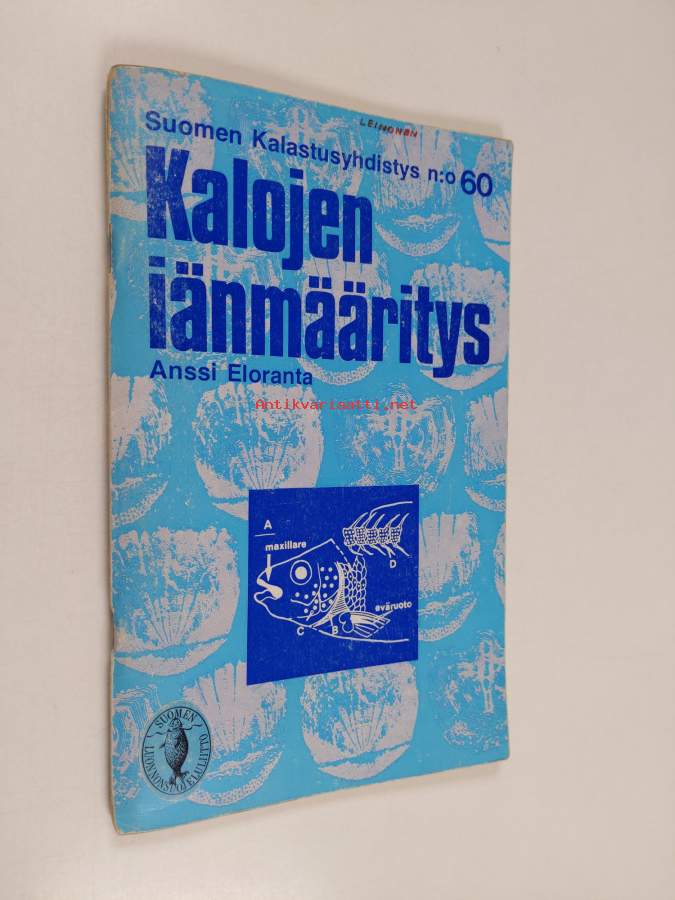 LEINONEN
Suomen Kalastusyhdistys n:o 60
Kalojen
iänmääritys
Anssi Eloranta
Antikvariaatti.net
A
maxillare
D
eväruoto
C
B
SUOMEN
LUONNONSUOJELULIITTO